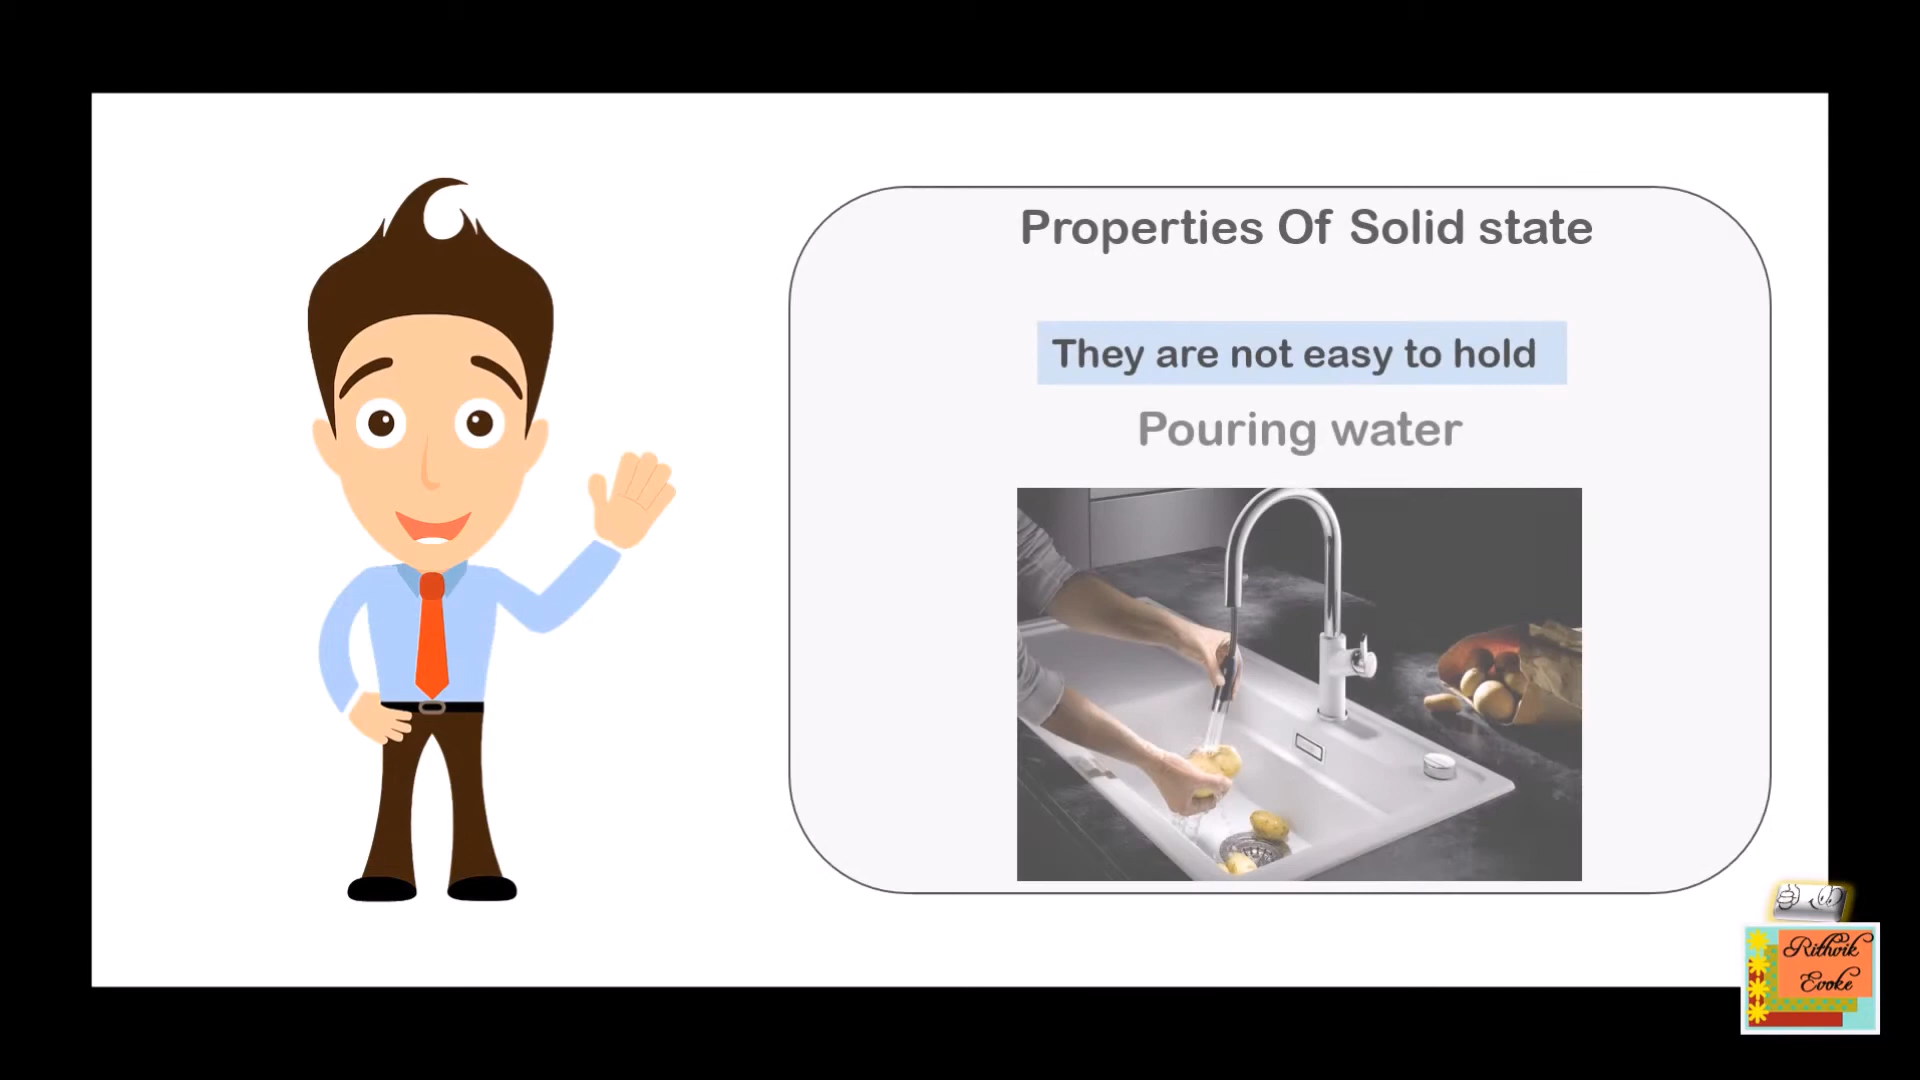 Properties Of Solid state
They are not easy to hold
Pouring water
Rithvik
Evoke